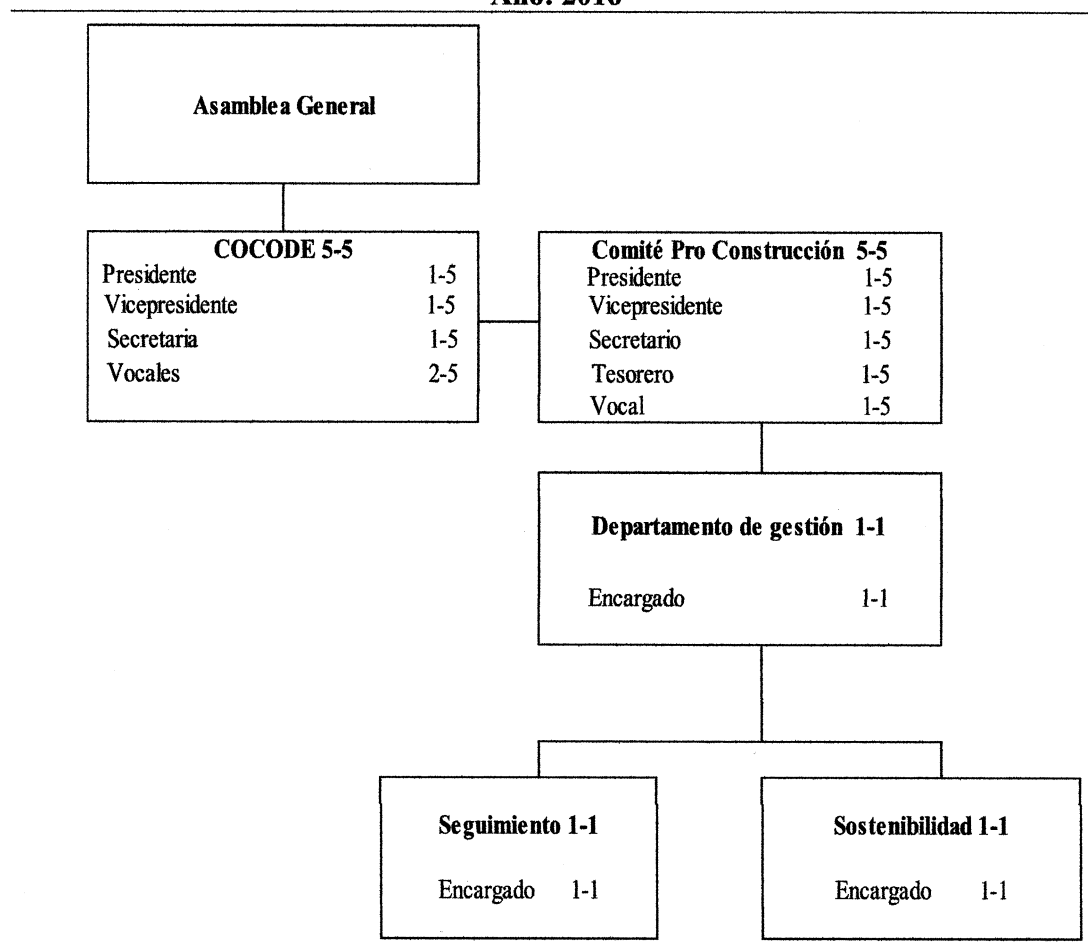 Asamblea General
COCODE 5-5
Presidente 1-5
Vicepresidente 1-5
Secretaria 1-5
Vocales 2-5
Comité Pro Construcción 5-5
Presidente 1-5
Vicepresidente 1-5
Secretario 1-5
Tesorero 1-5
Vocal 1-5
Departamento de gestión 1-1
Encargado 1-1
Seguimiento 1-1
Encargado 1-1
Sostenibilidad 1-1
Encargado 1-1